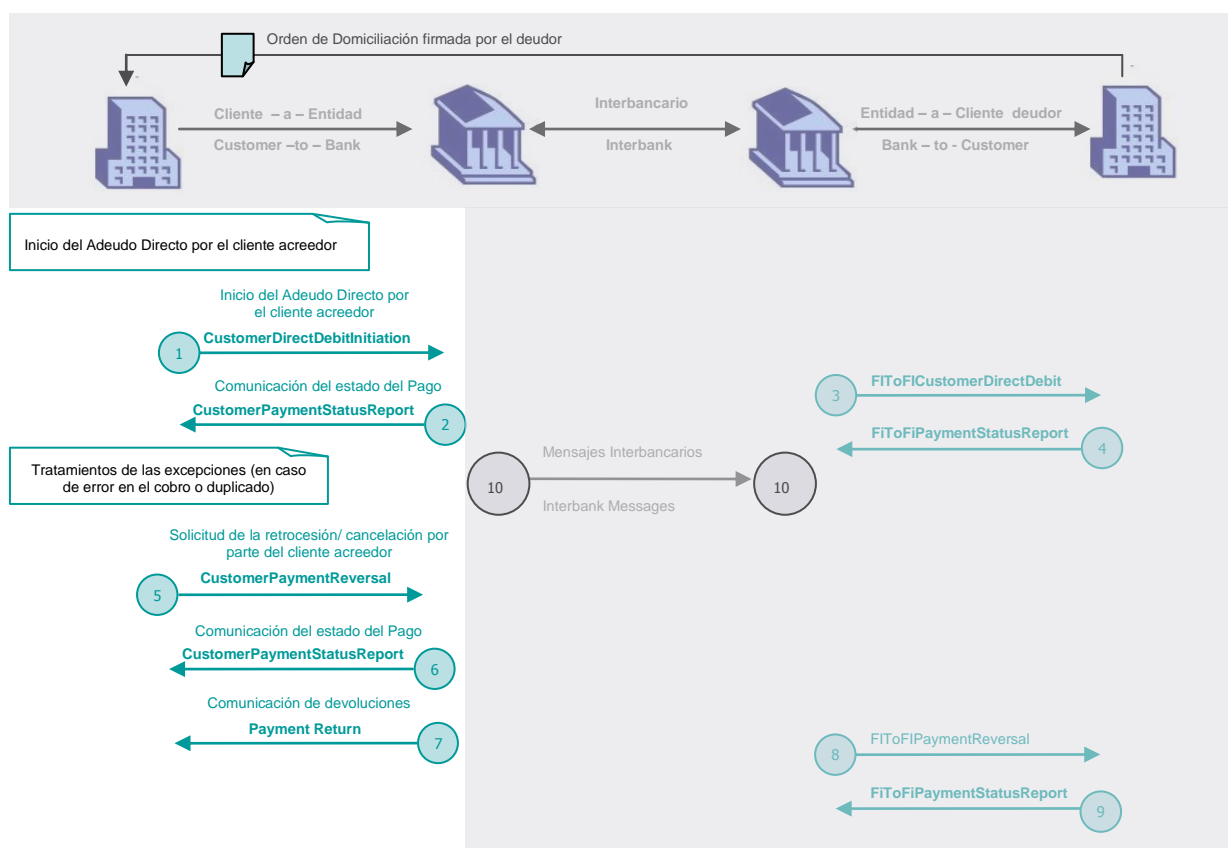 Orden de Domiciliación firmada por el deudor
-
-
Cliente – a – Entidad
Customer –to – Bank
Interbancario
Interbank
Entidad – a – Cliente deudor
Bank – to - Customer
Inicio del Adeudo Directo por el cliente acreedor
Inicio del Adeudo Directo por
el cliente acreedor
CustomerDirectDebitInitiation
1
Comunicación del estado del Pago
CustomerPaymentStatusReport
2
FIToFICustomerDirectDebit
3
FiToFiPaymentStatusReport
4
Tratamientos de las excepciones (en caso
de error en el cobro o duplicado)
Mensajes Interbancarios
10
10
Interbank Messages
Solicitud de la retrocesión/ cancelación por
parte del cliente acreedor
CustomerPaymentReversal
5
Comunicación del estado del Pago
CustomerPaymentStatusReport
6
Comunicación de devoluciones
Payment Return
7
FIToFIPaymentReversal
8
FiToFiPaymentStatusReport
9